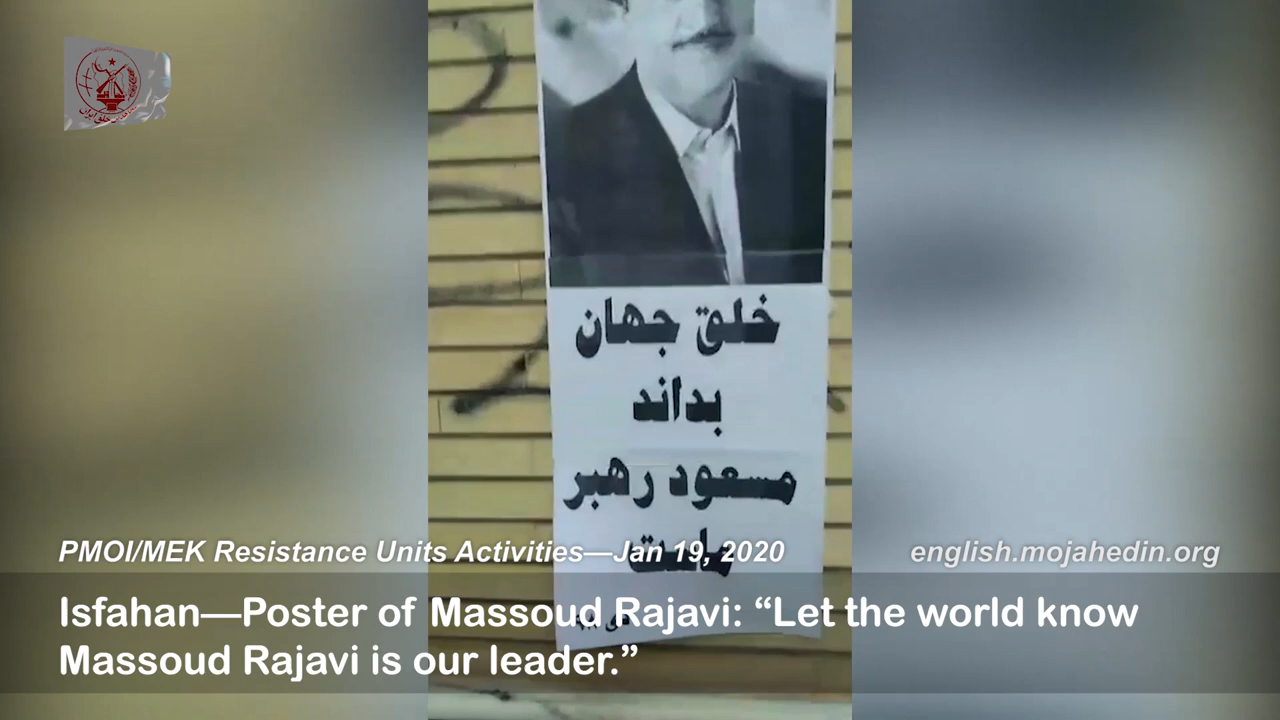 خلق جهان
بداند
مسعود رهبر
ماست
PMOI/MEK Resistance Units Activities—Jan 19, 2020
english.mojahedin.org
Isfahan—Poster of Massoud Rajavi: “Let the world know
Massoud Rajavi is our leader.”